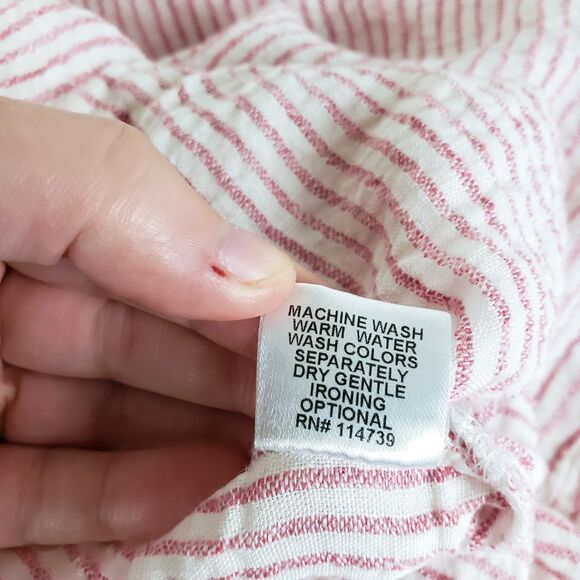 MACHINE WASH
WARM WATER
WASH COLORS
SEPARATELY
DRY GENTLE
IRONING
OPTIONAL
RN# 114739